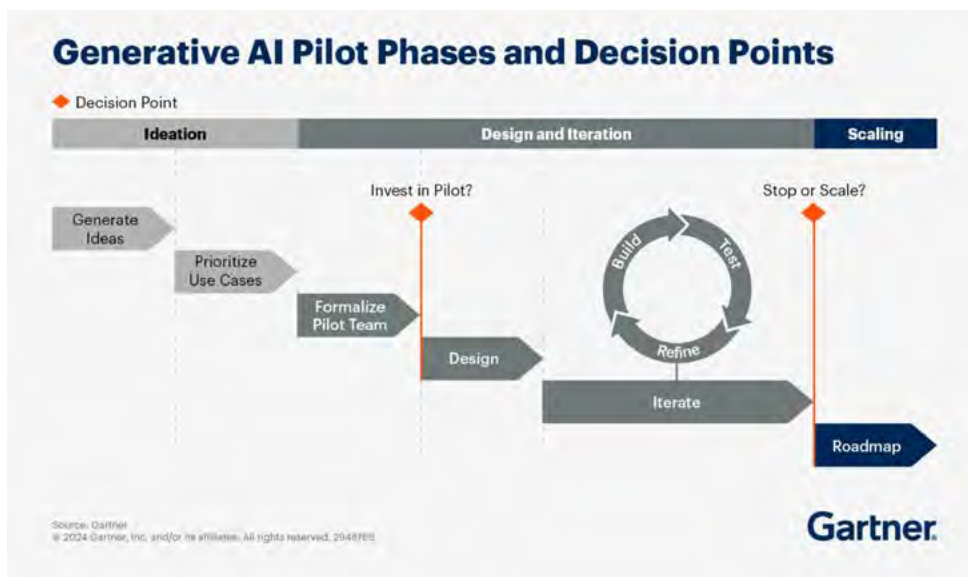 Generative AI Pilot Phases and Decision Points
Decision Point
Ideation
Design and Iteration
Scaling
Invest in Pilot?
Stop or Scale?
Generate
Ideas
Prioritize
Use Cases
Formalize
Pilot Team
Design
Build
Test
Refine
Iterate
Roadmap
Source: Gartner
© 2024 Gartner, Inc. and/or its affiliates. All rights reserved.
Gartner